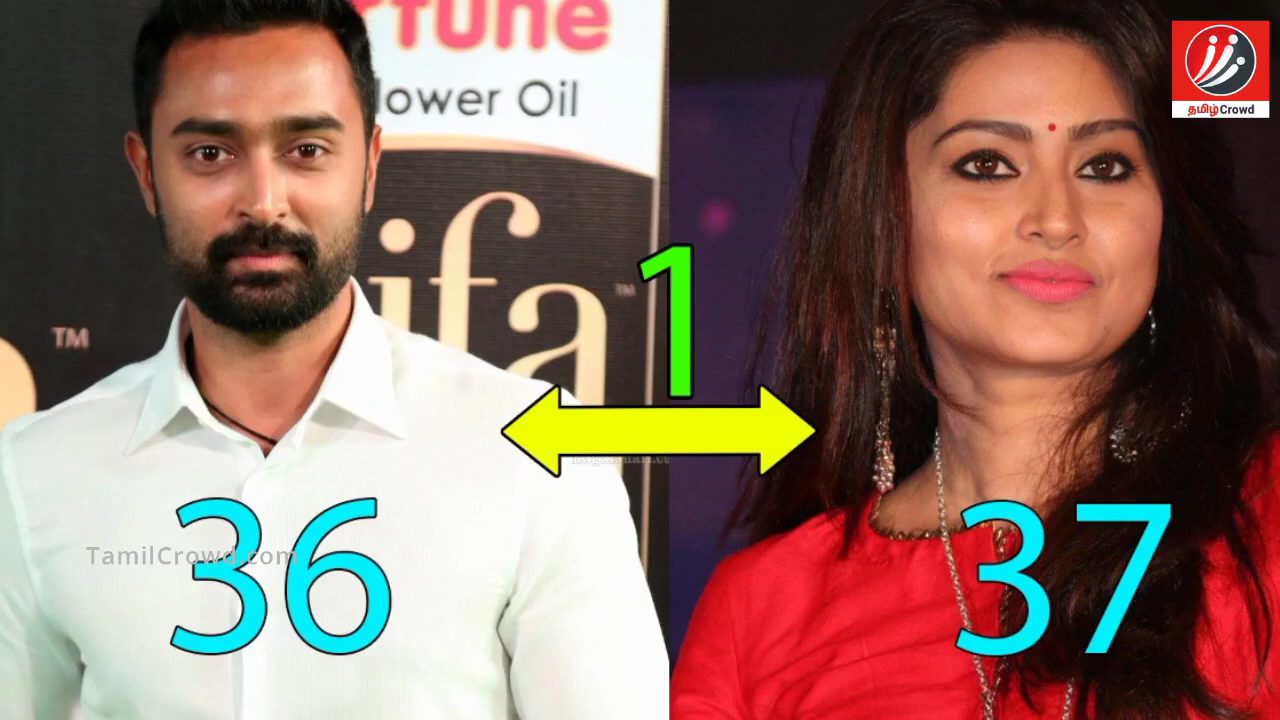 rtune
lower Oil
ifa
TM
TM
தமிழ்Crowd
1
36
37
TamilCrowd.com